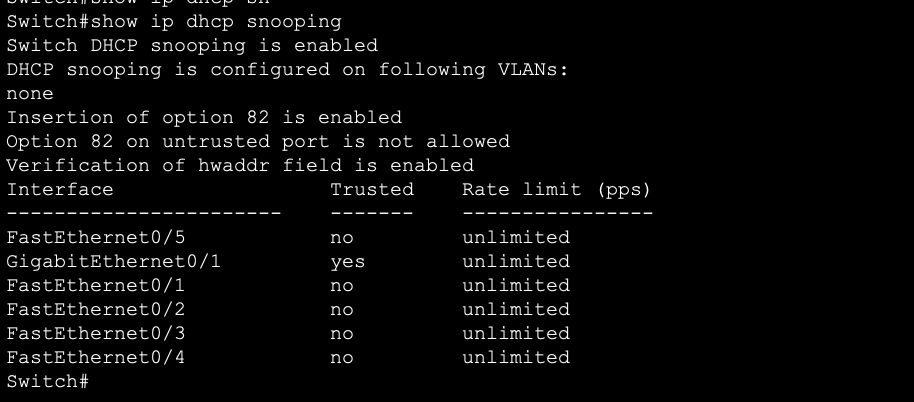 Switch#show ip dhcp sn
Switch#show ip dhcp snooping
Switch DHCP snooping is enabled
DHCP snooping is configured on following VLANs:
none
Insertion of option 82 is enabled
Option 82 on untrusted port is not allowed
Verification of hwaddr field is enabled
Interface Trusted Rate limit (pps)
----------------------- ------- ----------------
FastEthernet0/5 no unlimited
GigabitEthernet0/1 yes unlimited
FastEthernet0/1 no unlimited
FastEthernet0/2 no unlimited
FastEthernet0/3 no unlimited
FastEthernet0/4 no unlimited
Switch#